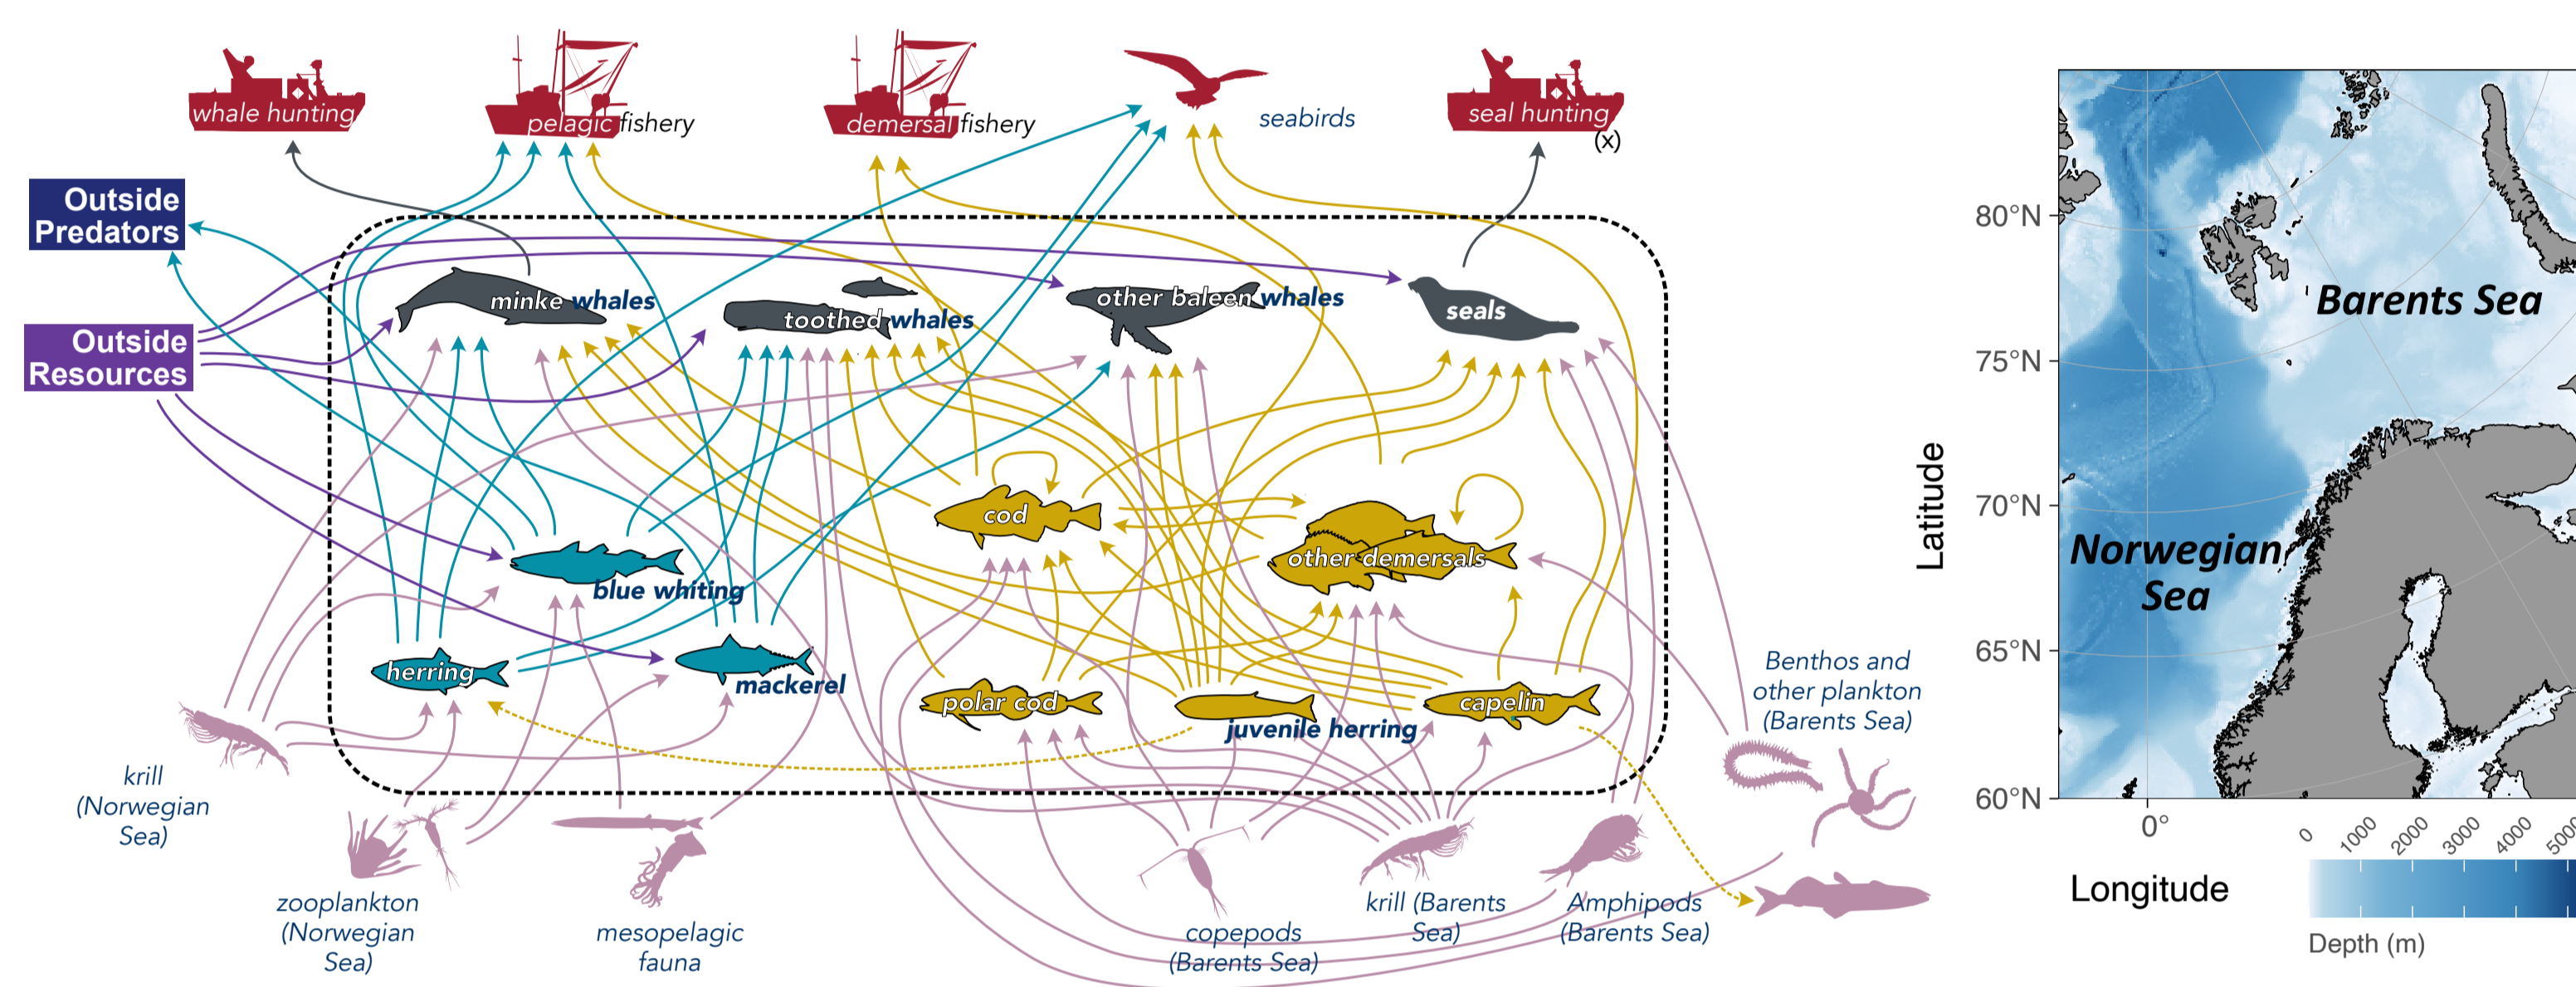 whale hunting
pelagic fishery
demersal fishery
seabirds
seal hunting
(x)
Outside
Predators
Outside
Resources
minke whales
toothed whales
other baleen whales
seals
cod
other demersals
blue whiting
herring
mackerel
polar cod
juvenile herring
capelin
krill
(Norwegian
Sea)
zooplankton
(Norwegian
Sea)
mesopelagic
fauna
copepods
(Barents Sea)
krill (Barents
Sea)
Amphipods
(Barents Sea)
Benthos and
other plankton
(Barents Sea)
Latitude
80°N
75°N
70°N
65°N
60°N
Barents Sea
Norwegian
Sea
0°
Longitude
0
1000
2000
3000
4000
Depth (m)